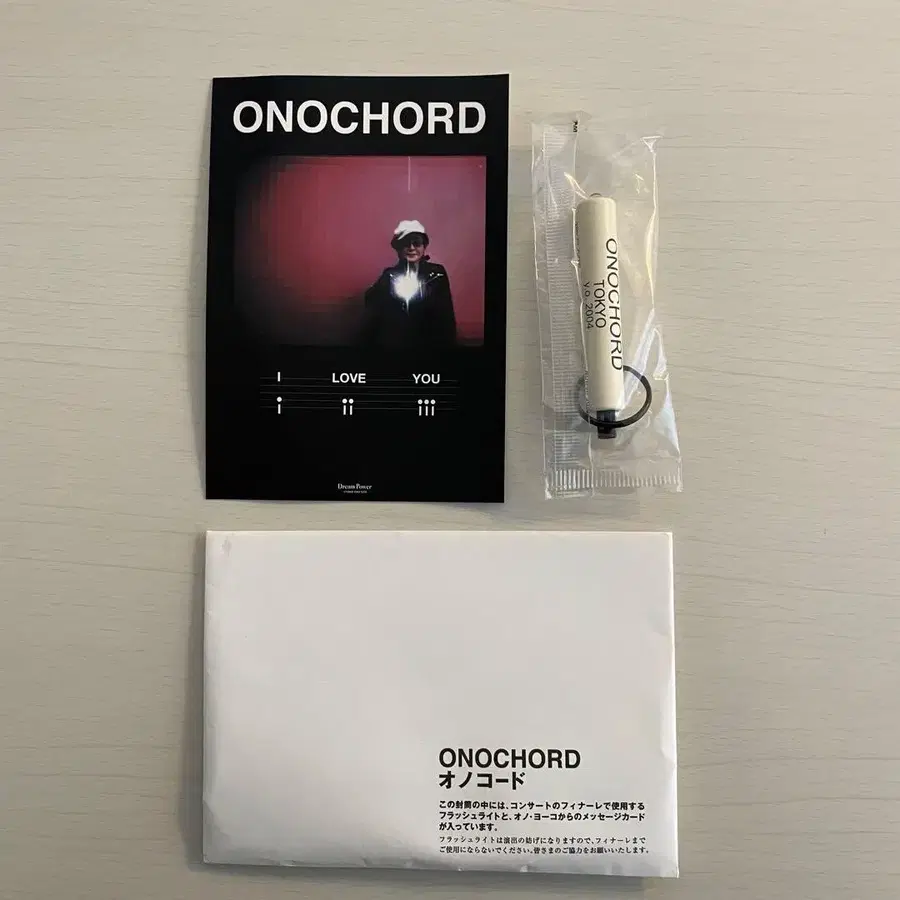 ONOCHORD
I LOVE YOU
i ii iii
Dream Power
ONOCHORD
TOKYO
y.o. 2004
ONOCHORD
オノコード
この封筒の中には、コンサートのフィナーレで使用する
フラッシュライトと、オノ・ヨーコからのメッセージカード
が入っています。
フラッシュライトは演出の妨げになりますので、フィナーレまで
ご使用にならないでください。皆さまのご協力をお願いいたします。